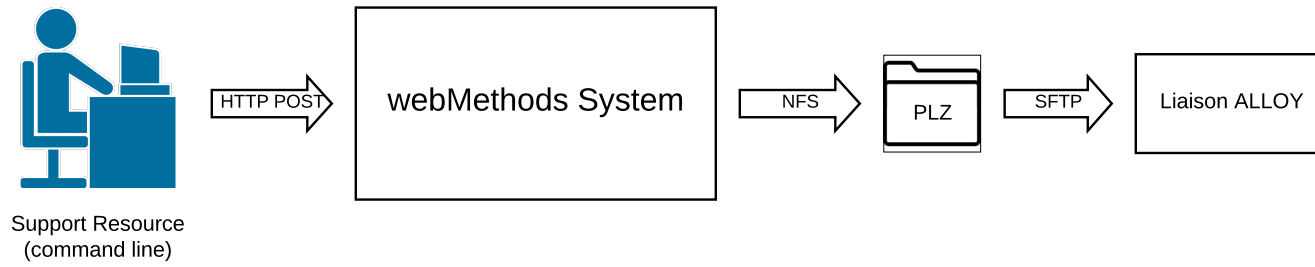 HTTP POST
webMethods System
NFS
PLZ
SFTP
Liaison ALLOY
Support Resource
(command line)